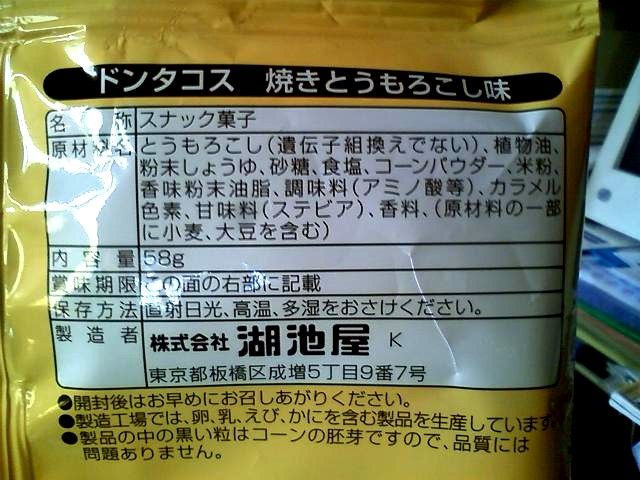 ドンタコス 焼きとうもろこし味
名称 スナック菓子
原材料名 とうもろこし(遺伝子組換えでない)、植物油、
粉末しょうゆ、砂糖、食塩、コーンパウダー、米粉、
香味粉末油脂、調味料(アミノ酸等)、カラメル
色素、甘味料(ステビア)、香料、(原材料の一部
に小麦、大豆を含む)
内容量 58g
賞味期限 この面の右部に記載
保存方法 直射日光、高温、多湿をおさけください。
製造者 株式会社 湖池屋 K
東京都板橋区成増5丁目9番7号
●開封後はお早めにお召しあがりください。
●製造工場では、卵、乳、えび、かにを含む製品を生産しています。
●製品の中の黒い粒はコーンの胚芽ですので、品質には
問題ありません。